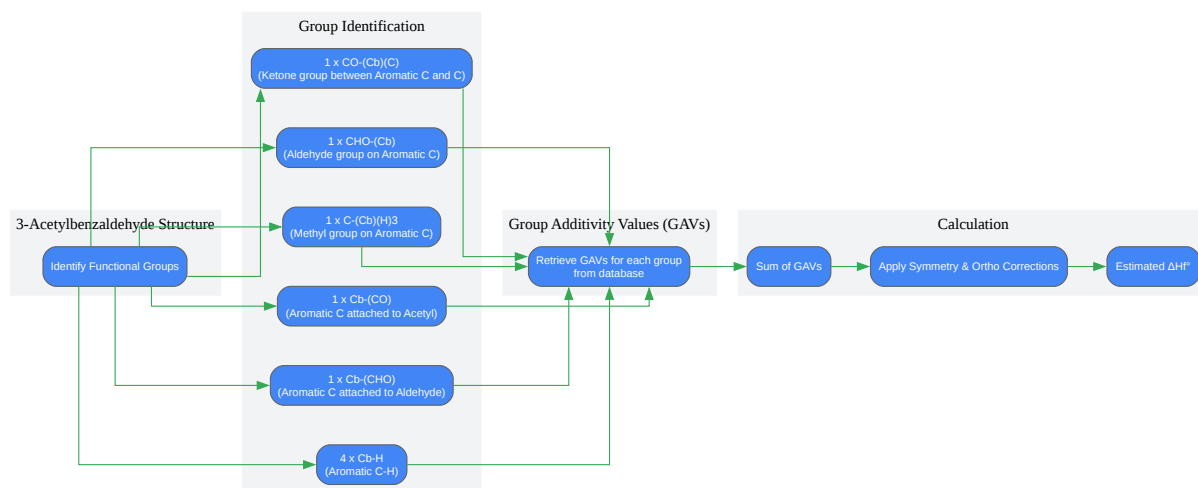 Group Identification
1 x CO-(Cb)(C)
(Ketone group between Aromatic C and C)
1 x CHO-(Cb)
(Aldehyde group on Aromatic C)
3-Acetylbenzaldehyde Structure
Identify Functional Groups
1 x C-(Cb)(H)3
(Methyl group on Aromatic C)
1 x Cb-(CO)
(Aromatic C attached to Acetyl)
1 x Cb-(CHO)
(Aromatic C attached to Aldehyde)
4 x Cb-H
(Aromatic C-H)
Group Additivity Values (GAVs)
Retrieve GAVs for each group
from database
Calculation
Sum of GAVs
Apply Symmetry & Ortho Corrections
Estimated ΔHf°